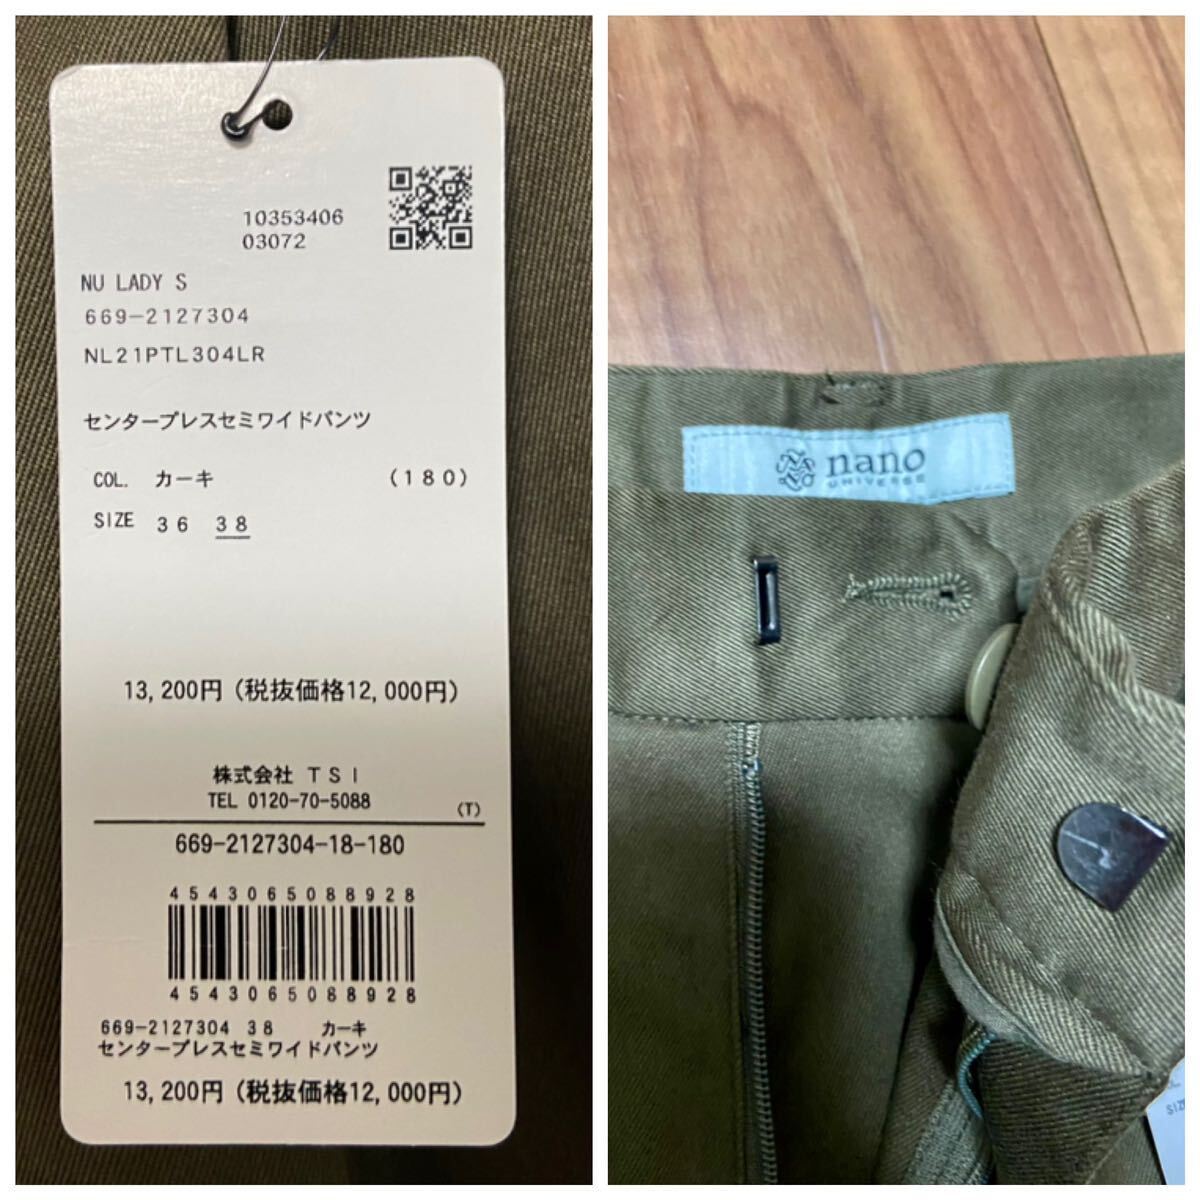 10353406
03072
NU LADY S
669-2127304
NL21PTL304LR
センタープレスセミワイドパンツ
COL. カーキ (180)
SIZE 36 38
13,200円(税抜価格12,000円)
株式会社 TSI
TEL 0120-70-5088
(T)
669-2127304-18-180
4543065088928
4543065088928
669-2127304 38 カーキ
センタープレスセミワイドパンツ
13,200円(税抜価格12,000円)
nano
UNIVERSE